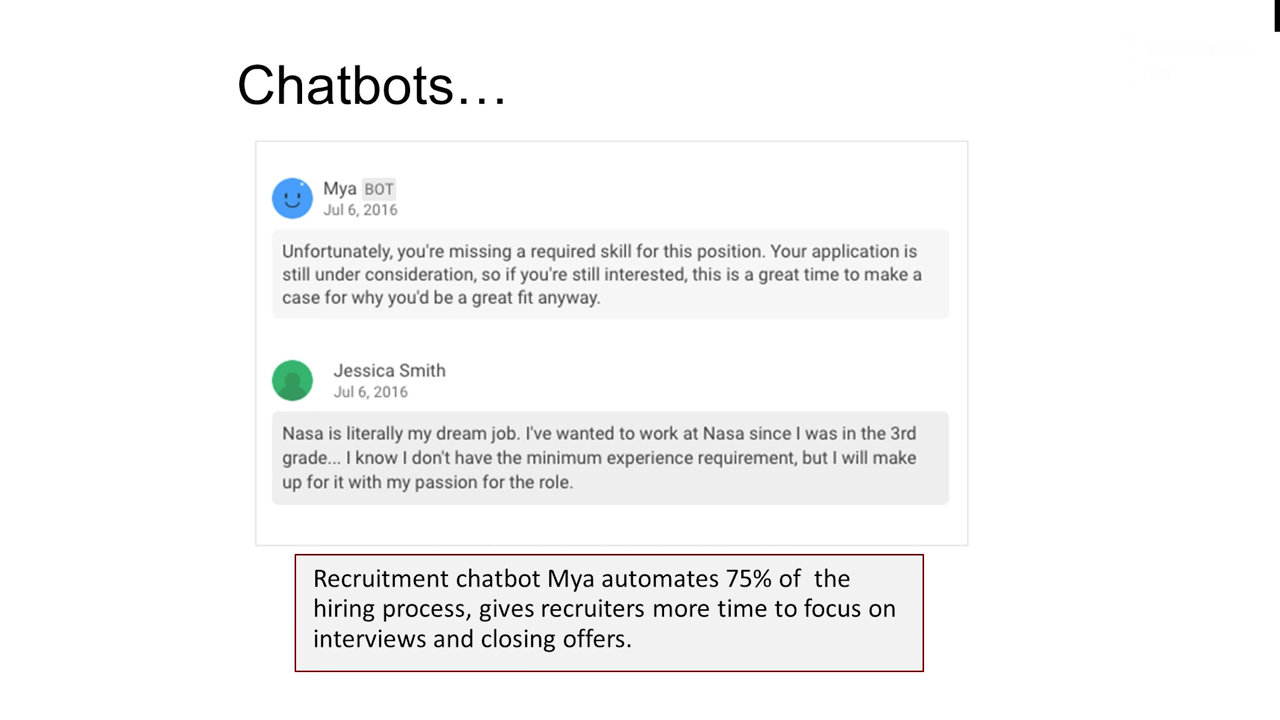 Chatbots…
Mya BOT
Jul 6, 2016
Unfortunately, you're missing a required skill for this position. Your application is
still under consideration, so if you're still interested, this is a great time to make a
case for why you'd be a great fit anyway.
Jessica Smith
Jul 6, 2016
Nasa is literally my dream job. I've wanted to work at Nasa since I was in the 3rd
grade... I know I don't have the minimum experience requirement, but I will make
up for it with my passion for the role.
Recruitment chatbot Mya automates 75% of  the
hiring process, gives recruiters more time to focus on
interviews and closing offers.